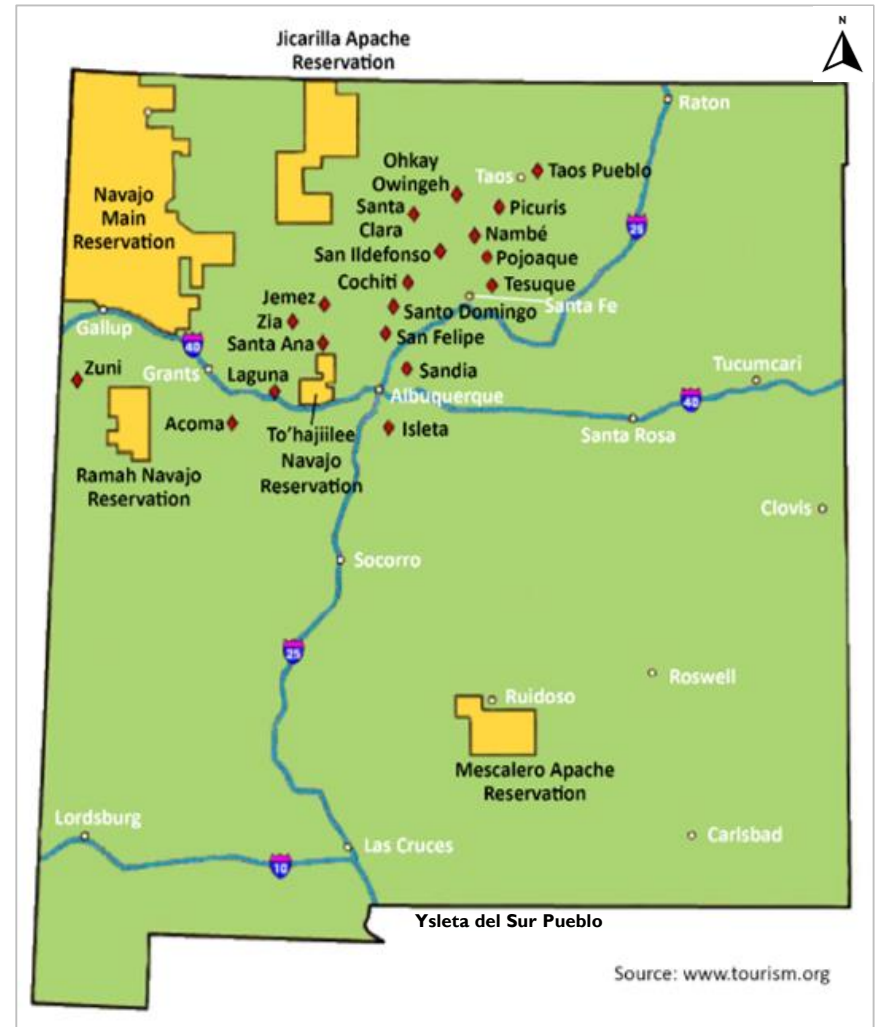 N
Jicarilla Apache
Reservation
Raton
Ohkay
Owingeh
Taos
Taos Pueblo
Navajo
Main
Reservation
Santa
Clara
Picuris
Nambé
25
San Ildefonso
Pojoaque
Cochiti
Tesuque
Jemez
Santo Domingo
Santa Fe
Gallup
Zia
San Felipe
40
Santa Ana
Zuni
Grants
Laguna
Sandia
Tucumcari
Albuquerque
40
Acoma
To'hajiilee
Navajo
Reservation
Isleta
Santa Rosa
Ramah Navajo
Reservation
Clovis
Socorro
25
Roswell
Ruidoso
Mescalero Apache
Reservation
Lordsburg
Las Cruces
Carlsbad
10
Ysleta del Sur Pueblo
Source: www.tourism.org